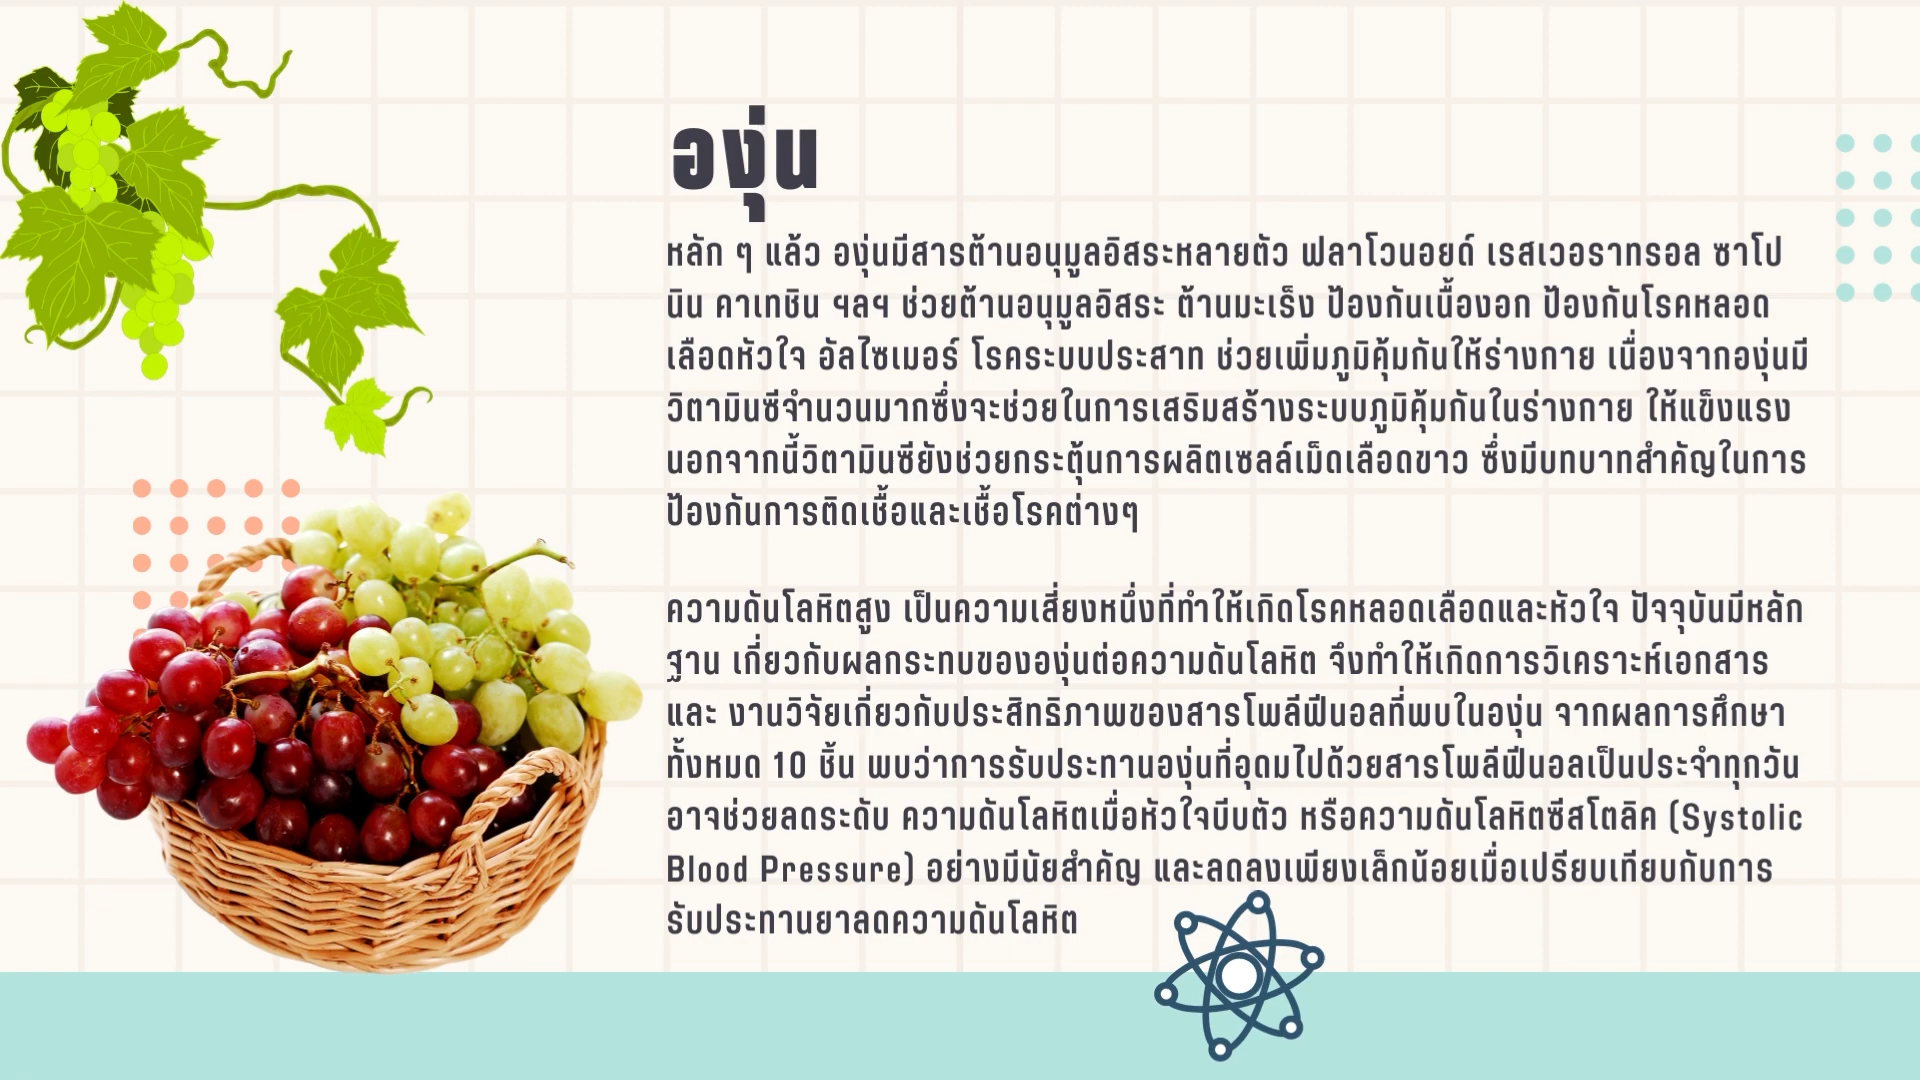 องุ่น
หลัก ๆ แล้ว องุ่นมีสารต้านอนุมูลอิสระหลายตัว ฟลาโวนอยด์ เรสเวอราทรอล ซาโป
นิน คาเทชิน ฯลฯ ช่วยต้านอนุมูลอิสระ ต้านมะเร็ง ป้องกันเนื้องอก ป้องกันโรคหลอด
เลือดหัวใจ อัลไซเมอร์ โรคระบบประสาท ช่วยเพิ่มภูมิคุ้มกันให้ร่างกาย เนื่องจากองุ่นมี
วิตามินซีจำนวนมากซึ่งจะช่วยในการเสริมสร้างระบบภูมิคุ้มกันในร่างกาย ให้แข็งแรง
นอกจากนี้วิตามินซียังช่วยกระตุ้นการผลิตเซลล์เม็ดเลือดขาว ซึ่งมีบทบาทสำคัญในการ
ป้องกันการติดเชื้อและเชื้อโรคต่างๆ
ความดันโลหิตสูง เป็นความเสี่ยงหนึ่งที่ทำให้เกิดโรคหลอดเลือดและหัวใจ ปัจจุบันมีหลัก
ฐาน เกี่ยวกับผลกระทบขององุ่นต่อความดันโลหิต จึงทำให้เกิดการวิเคราะห์เอกสาร
และ งานวิจัยเกี่ยวกับประสิทธิภาพของสารโพลีฟีนอลที่พบในองุ่น จากผลการศึกษา
ทั้งหมด 10 ชิ้น พบว่าการรับประทานองุ่นที่อุดมไปด้วยสารโพลีฟีนอลเป็นประจำทุกวัน
อาจช่วยลดระดับ ความดันโลหิตเมื่อหัวใจบีบตัว หรือความดันโลหิตซีสโตลิค (Systolic
Blood Pressure) อย่างมีนัยสำคัญ และลดลงเพียงเล็กน้อยเมื่อเปรียบเทียบกับการ
รับประทานยาลดความดันโลหิต